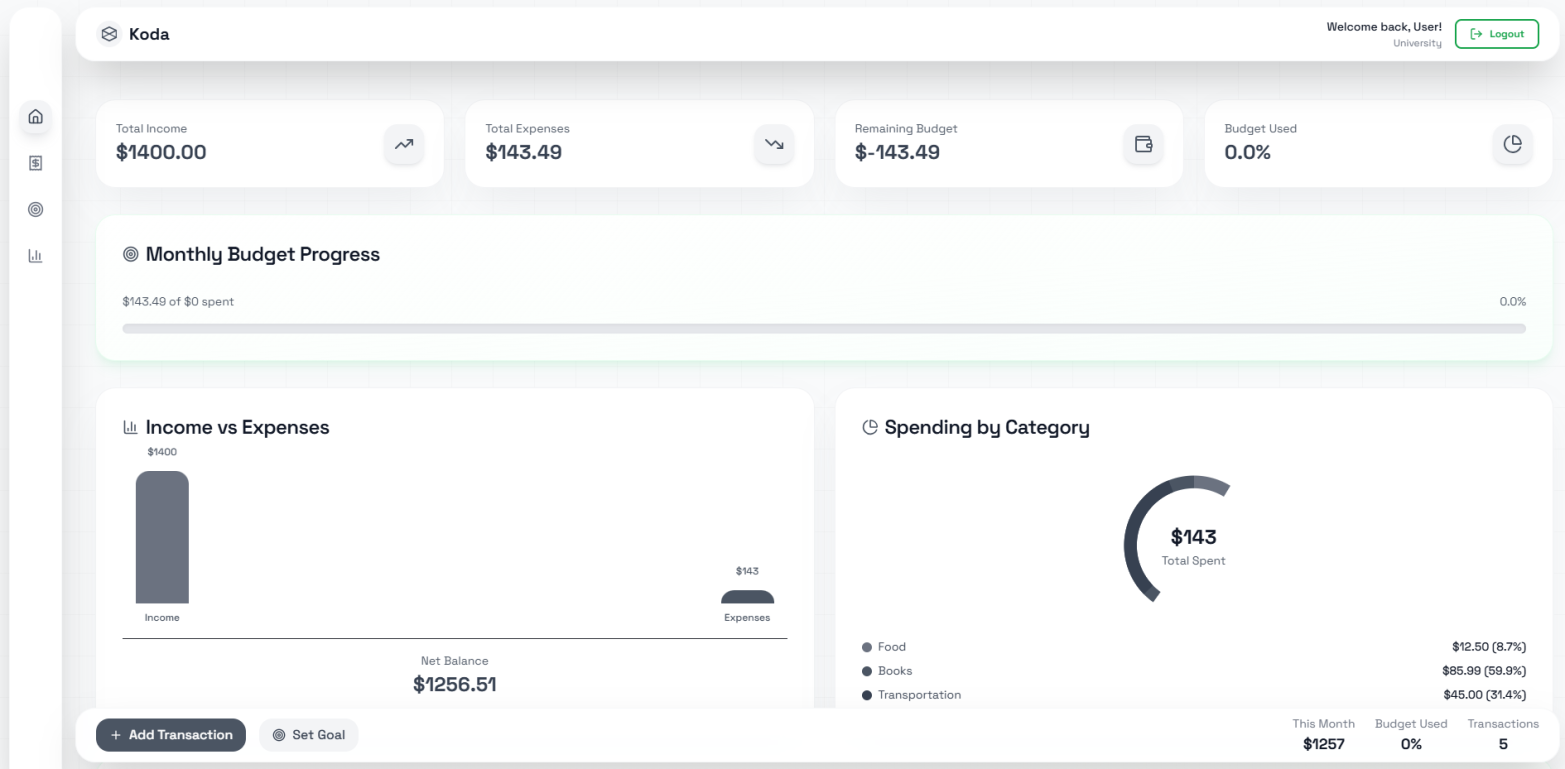 Koda
Welcome back, User!
University
Logout
Total Income
$1400.00
Total Expenses
$143.49
Remaining Budget
$-143.49
Budget Used
0.0%
Monthly Budget Progress
$143.49 of $0 spent
0.0%
Income vs Expenses
$1400
$143
Income
Expenses
Net Balance
$1256.51
Spending by Category
$143
Total Spent
Food
$12.50 (8.7%)
Books
$85.99 (59.9%)
Transportation
$45.00 (31.4%)
Add Transaction
Set Goal
This Month
$1257
Budget Used
0%
Transactions
5